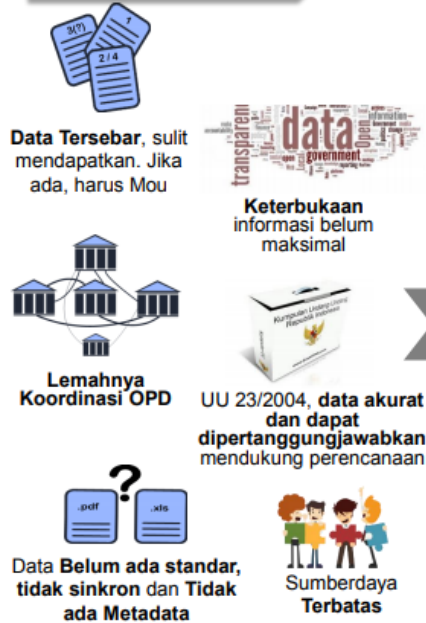 3(?)
1
2/4
Data Tersebar, sulit
mendapatkan. Jika
ada, harus Mou
transparen
data
Open
information
government
Keterbukaan
informasi belum
maksimal
Lemahnya
Koordinasi OPD
Kumpulan Undang-Undang
Republik Indonesia
UU 23/2004, data akurat
dan dapat
dipertanggungjawabkan
mendukung perencanaan
?
.pdf
.xls
Data Belum ada standar,
tidak sinkron dan Tidak
ada Metadata
Sumberdaya
Terbatas